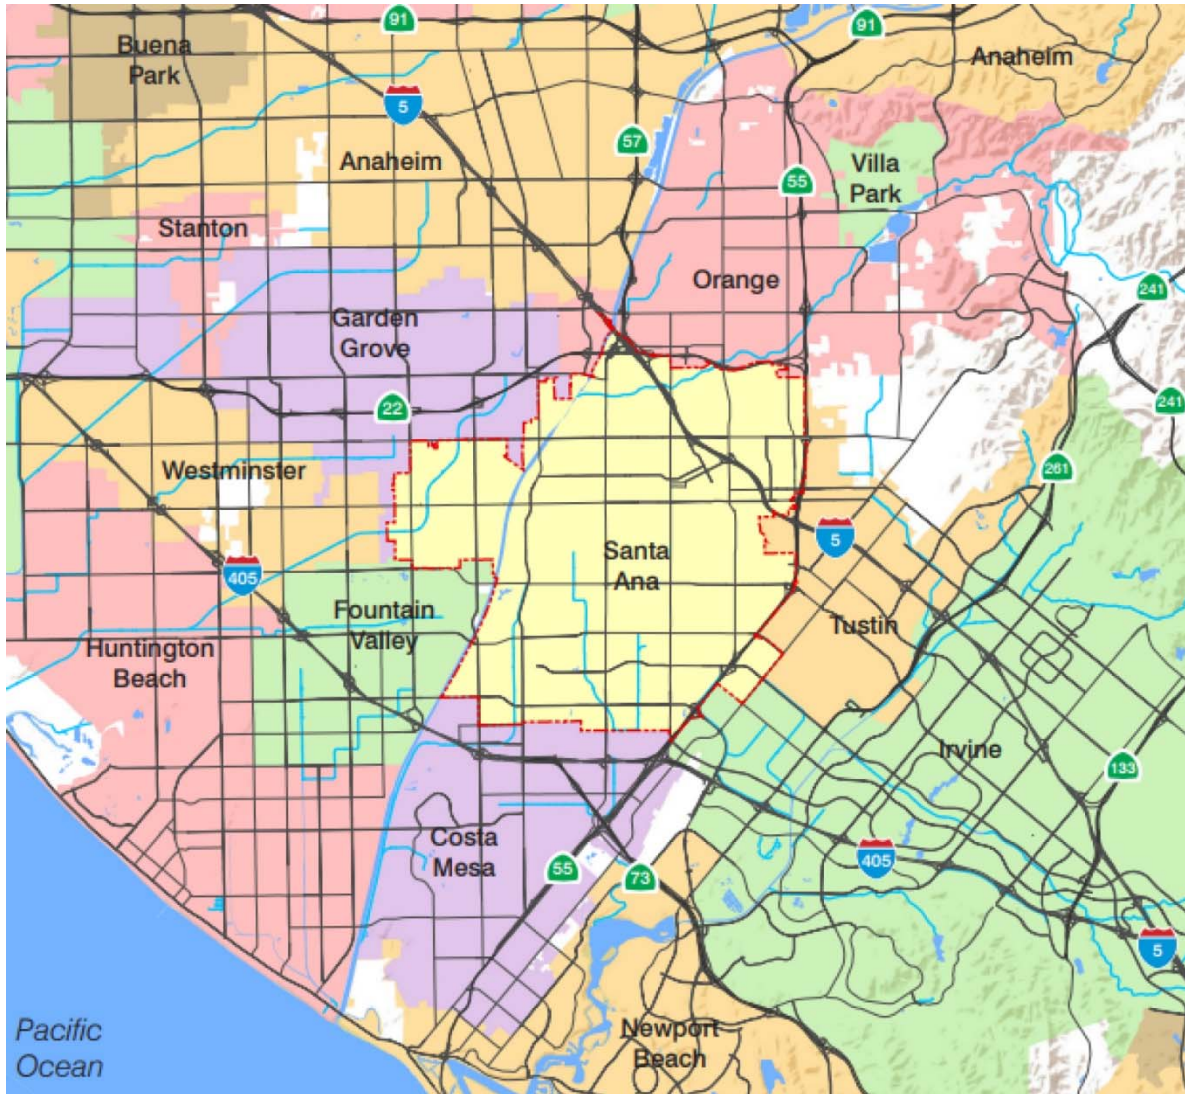 91
91
Buena
Park
Anaheim
5
57
Anaheim
Villa
Park
55
Stanton
Orange
241
Garden
Grove
22
241
Westminster
261
5
Santa
Ana
405
Fountain
Valley
Tustin
Huntington
Beach
Irvine
133
Costa
Mesa
55
73
405
5
Pacific
Ocean
Newport
Beach